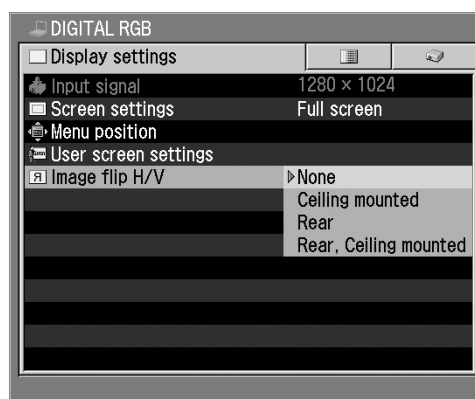 DIGITAL RGB
Display settings
Input signal 1280 × 1024
Screen settings Full screen
Menu position
User screen settings
Image flip H/V None
Ceiling mounted
Rear
Rear, Ceiling mounted